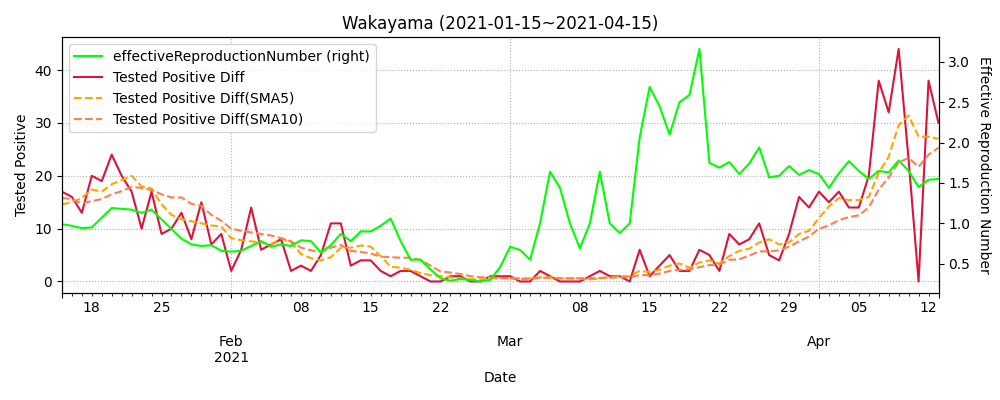 Wakayama (2021-01-15~2021-04-15)
effectiveReproductionNumber (right)
Tested Positive Diff
Tested Positive Diff(SMA5)
Tested Positive Diff(SMA10)
Tested Positive
40
30
20
10
0
Effective Reproduction Number
3.0
2.5
2.0
1.5
1.0
0.5
18 25 08 15 22 08 15 22 29 05 12
Feb Mar Apr
2021
Date